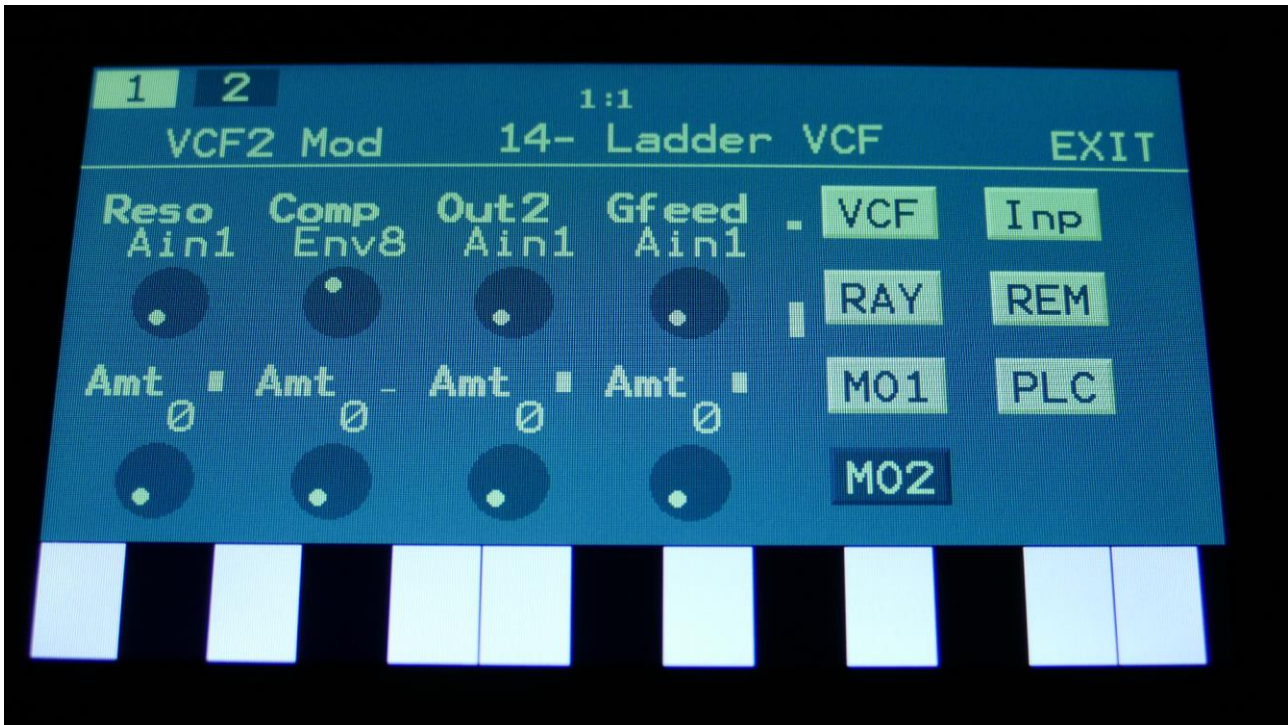 1 2
1:1
VCF2 Mod 14- Ladder VCF EXIT
Reso Comp Out2 Gfeed VCF Inp
Ain1 Env8 Ain1 Ain1
RAY REM
Amt Amt Amt Amt MO1 PLC
0 0 0 0
MO2